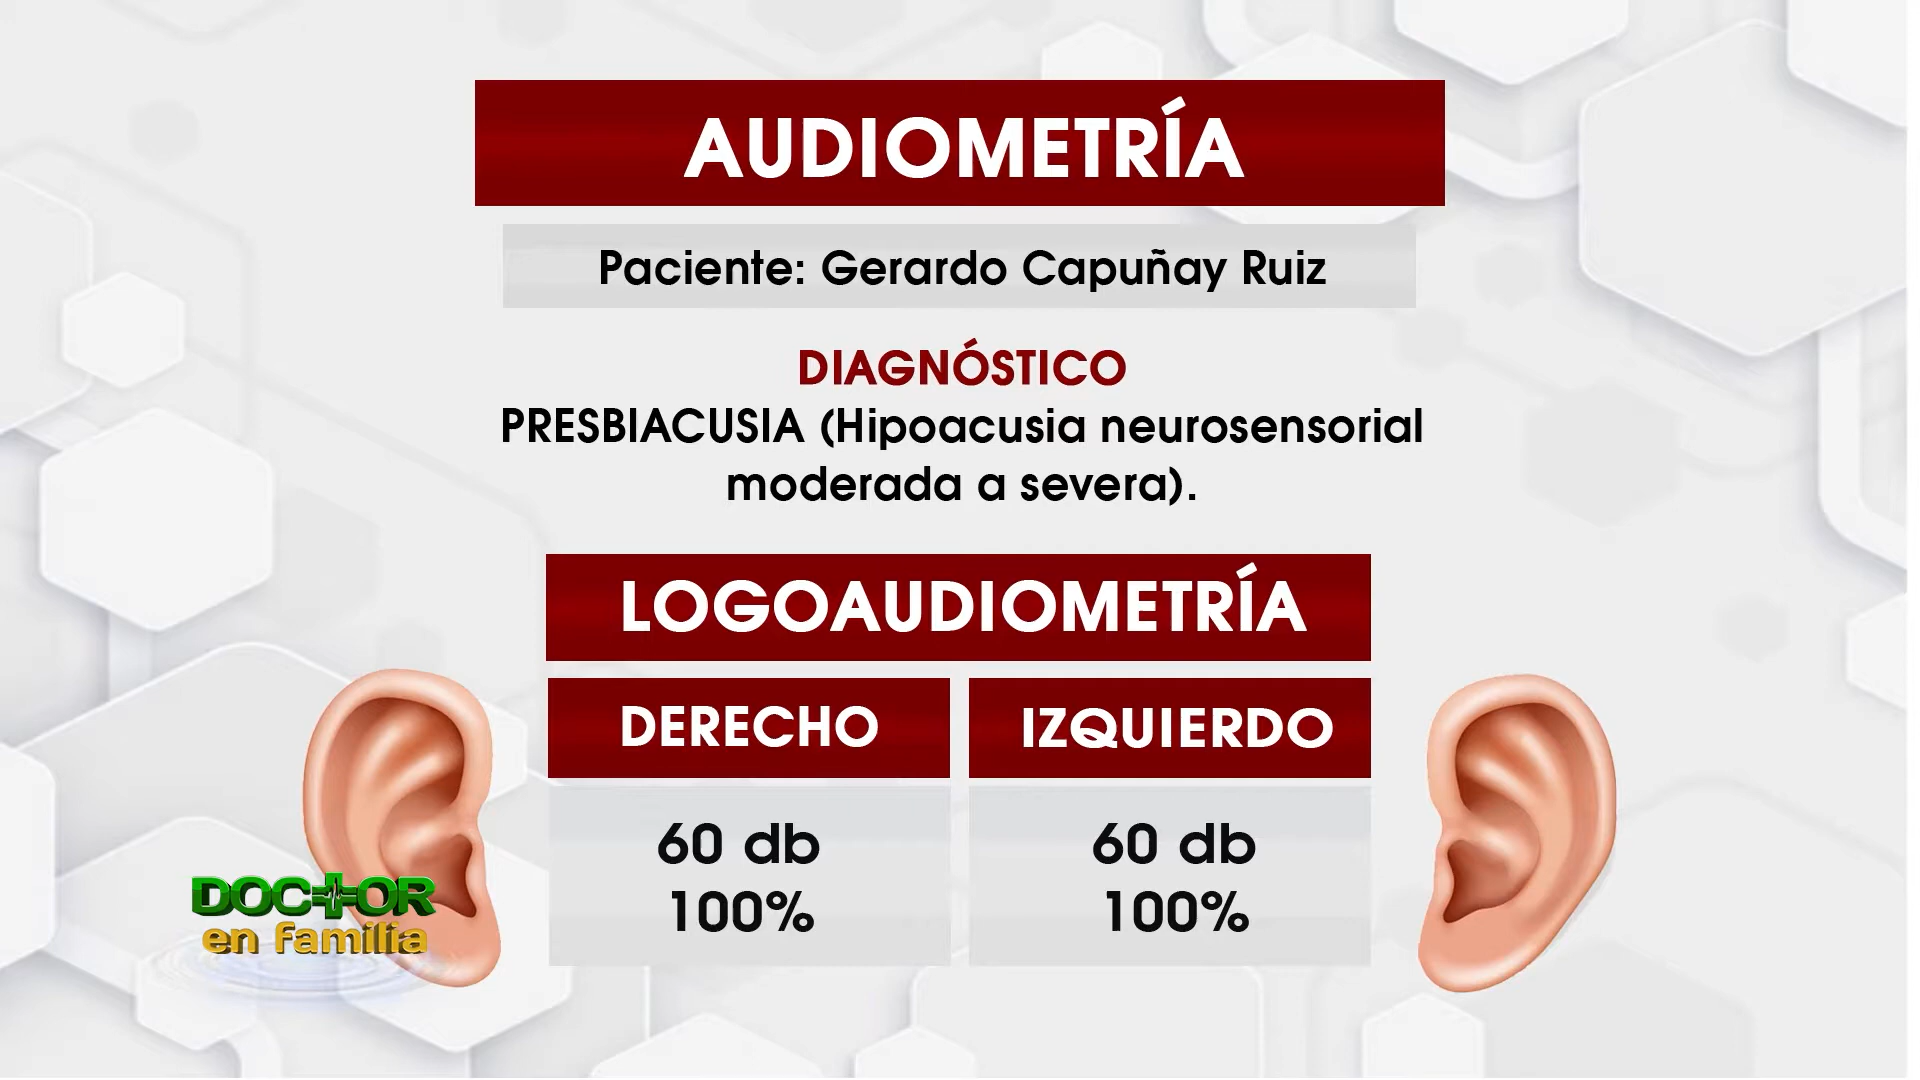 AUDIOMETRÍA
Paciente: Gerardo Capuñay Ruiz
DIAGNÓSTICO
PRESBIACUSIA (Hipoacusia neurosensorial
moderada a severa).
LOGOAUDIOMETRÍA
DERECHO
IZQUIERDO
60 db
100%
60 db
100%
DOCTOR
en familia